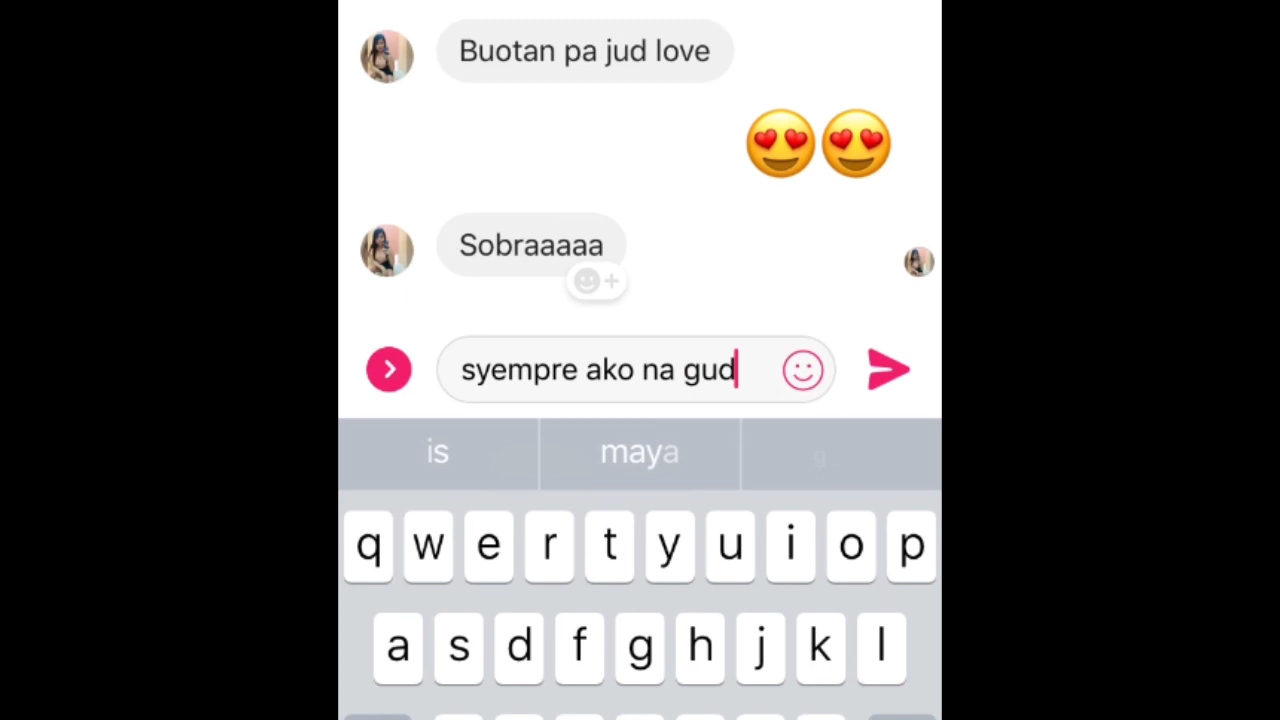 Buotan pa jud love
😍😍
Sobraaaaa
syempre ako na gud
is maya g
q w e r t y u i o p
a s d f g h j k l